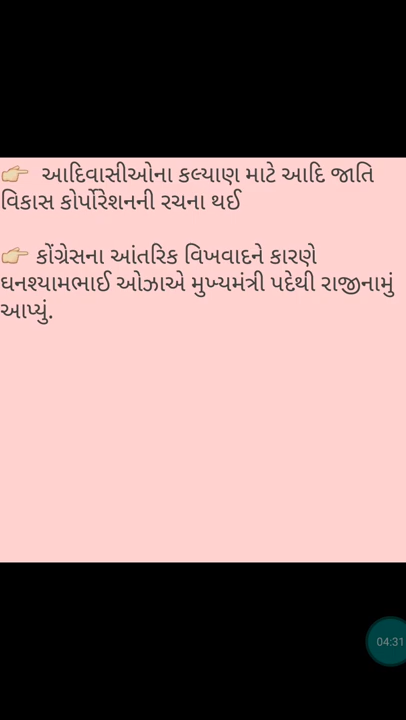 👉 આદિવાસીઓના કલ્યાણ માટે આદિ જાતિ
વિકાસ કોર્પોરેશનની રચના થઈ
👉 કોંગ્રેસના આંતરિક વિખવાદને કારણે
ઘનશ્યામભાઈ ઓઝાએ મુખ્યમંત્રી પદેથી રાજીનામું
આપ્યું.
04:31